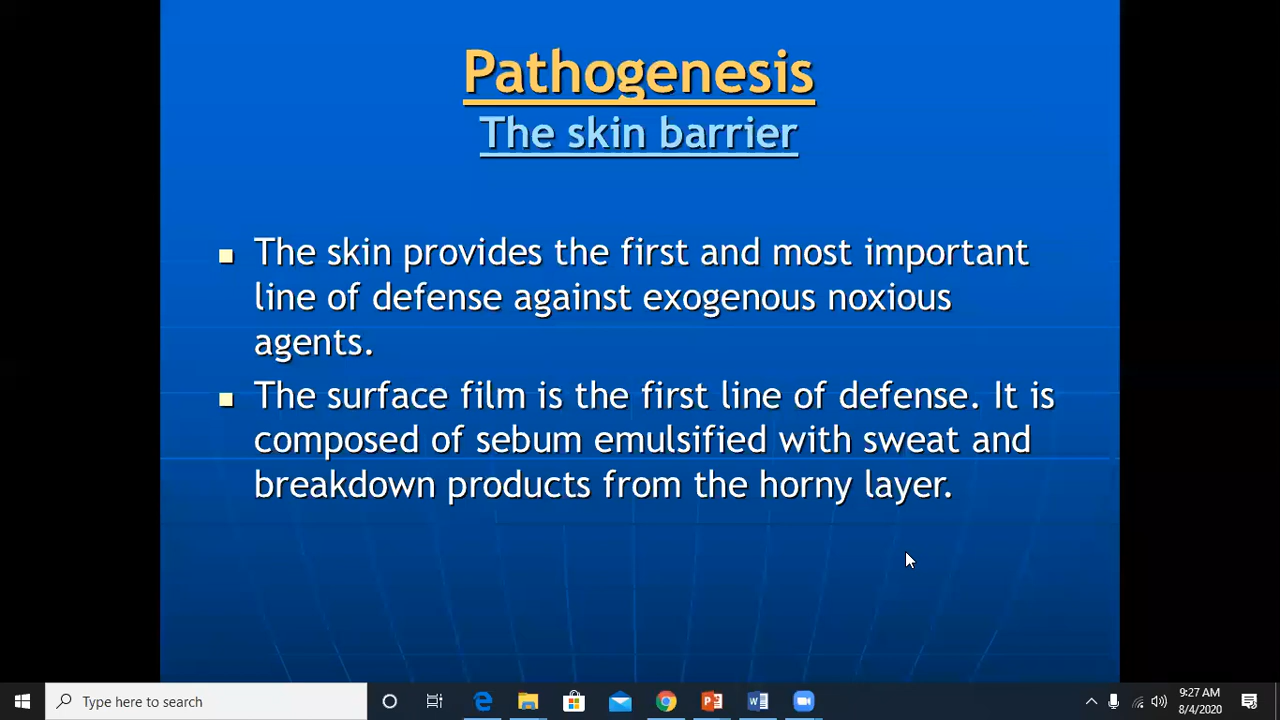 Pathogenesis
The skin barrier
The skin provides the first and most important
line of defense against exogenous noxious
agents.
The surface film is the first line of defense. It is
composed of sebum emulsified with sweat and
breakdown products from the horny layer.
Type here to search
9:27 AM
8/4/2020